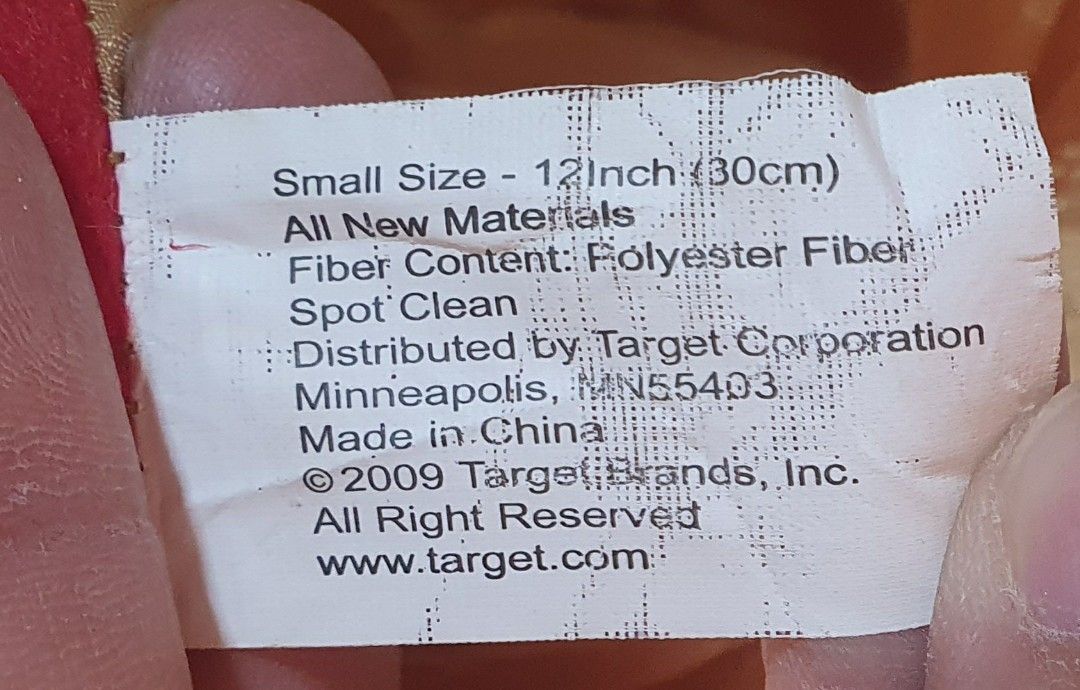 Small Size - 12Inch (30cm)
All New Materials
Fiber Content: Polyester Fiber
Spot Clean
Distributed by Target Corporation
Minneapolis, MN55403
Made in China
©2009 Target Brands, Inc.
All Right Reserved
www.target.com